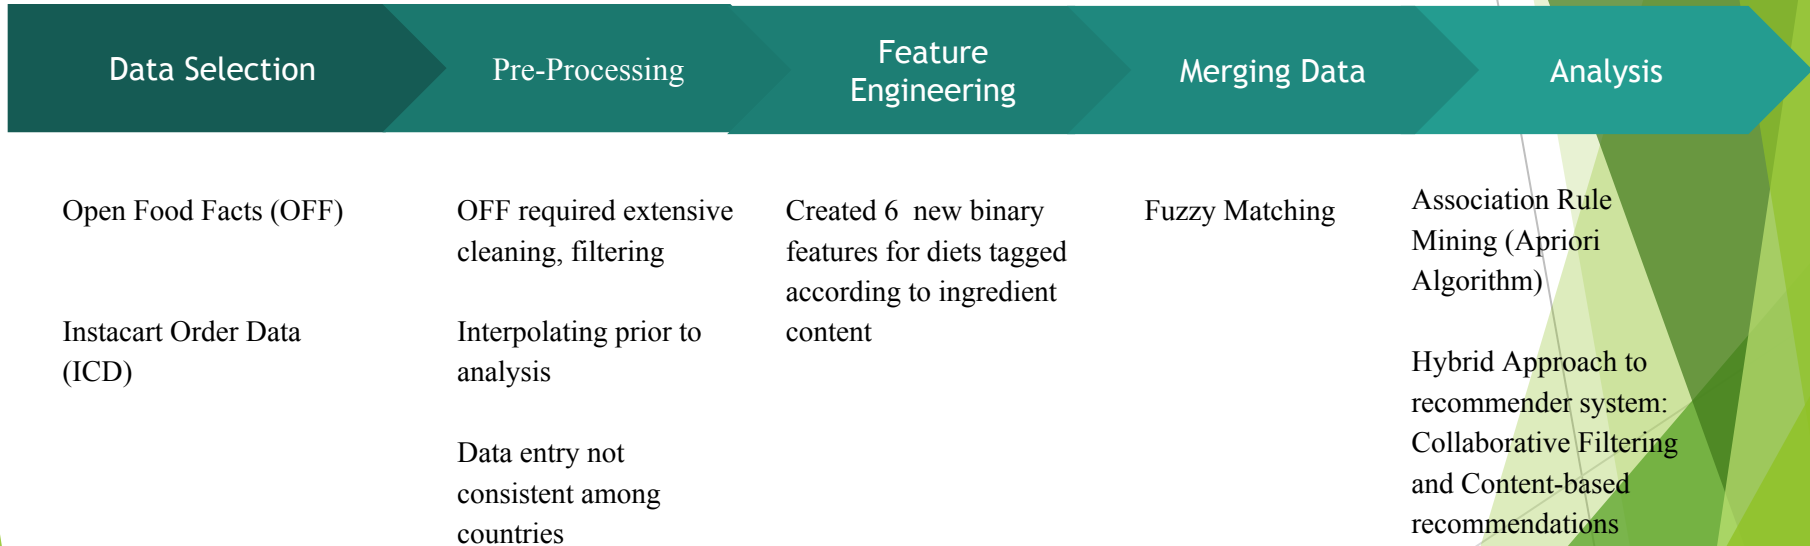 Data Selection
Pre-Processing
Feature
Engineering
Merging Data
Analysis
Open Food Facts (OFF)
Instacart Order Data
(ICD)
OFF required extensive
cleaning, filtering
Interpolating prior to
analysis
Data entry not
consistent among
countries
Created 6 new binary
features for diets tagged
according to ingredient
content
Fuzzy Matching
Association Rule
Mining (Apriori
Algorithm)
Hybrid Approach to
recommender system:
Collaborative Filtering
and Content-based
recommendations